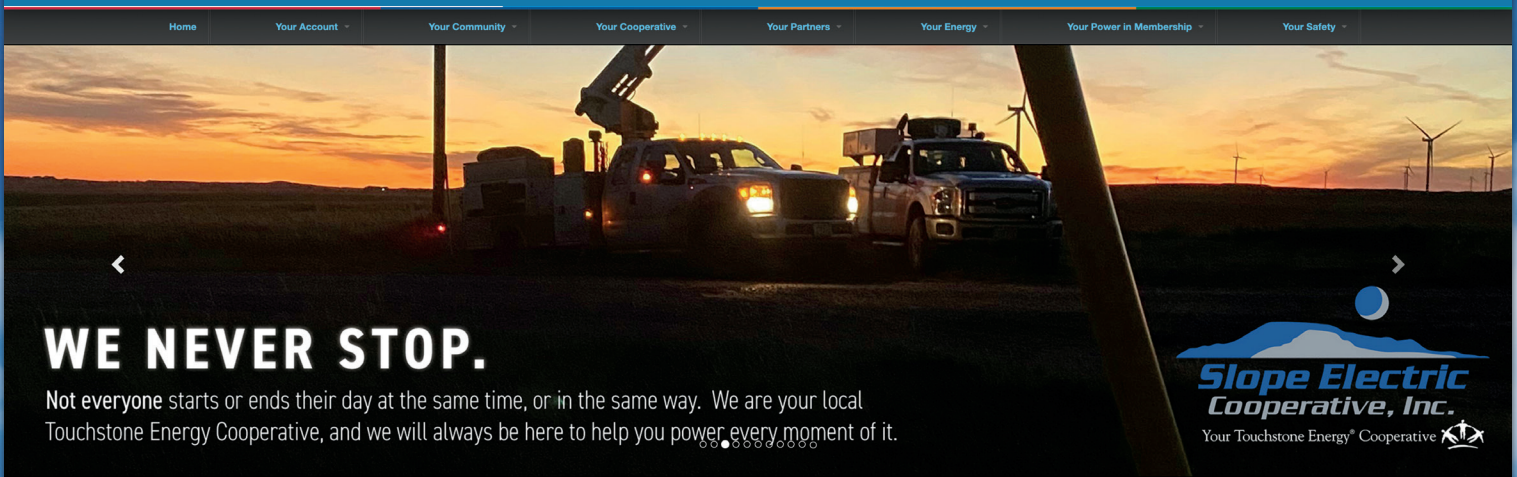 Home Your Account Your Community Your Cooperative Your Partners Your Energy Your Power in Membership Your Safety
WE NEVER STOP.
Not everyone starts or ends their day at the same time, or in the same way. We are your local
Touchstone Energy Cooperative, and we will always be here to help you power every moment of it.
Slope Electric
Cooperative, Inc.
Your Touchstone Energy® Cooperative